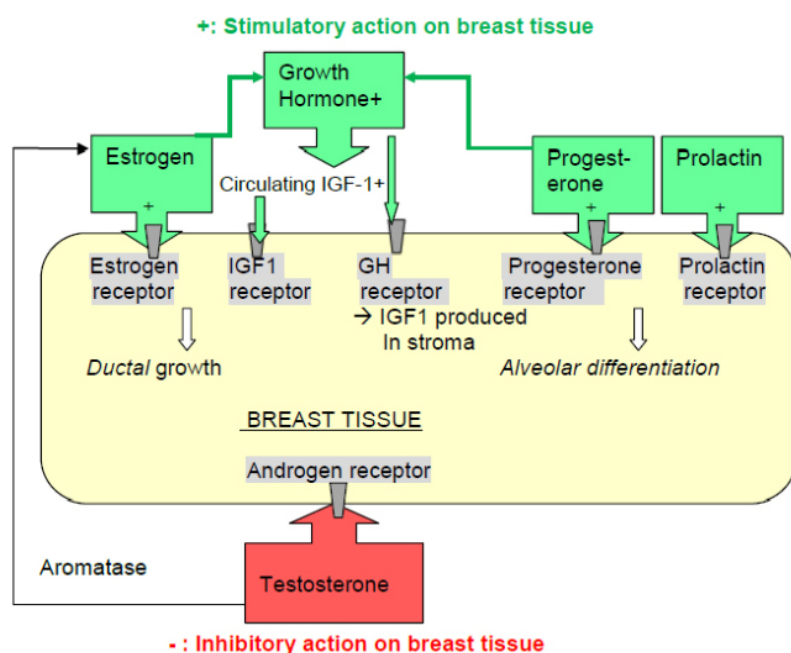 +: Stimulatory action on breast tissue
Growth
Hormone+
Estrogen
+
Circulating IGF-1+
Progest-
erone
+
Prolactin
+
Estrogen
receptor
IGF1
receptor
GH
receptor
→ IGF1 produced
In stroma
Progesterone
receptor
Prolactin
receptor
Ductal growth
Alveolar differentiation
BREAST TISSUE
Androgen receptor
Aromatase
Testosterone
- : Inhibitory action on breast tissue